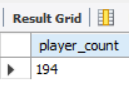 Result Grid
player_count
194